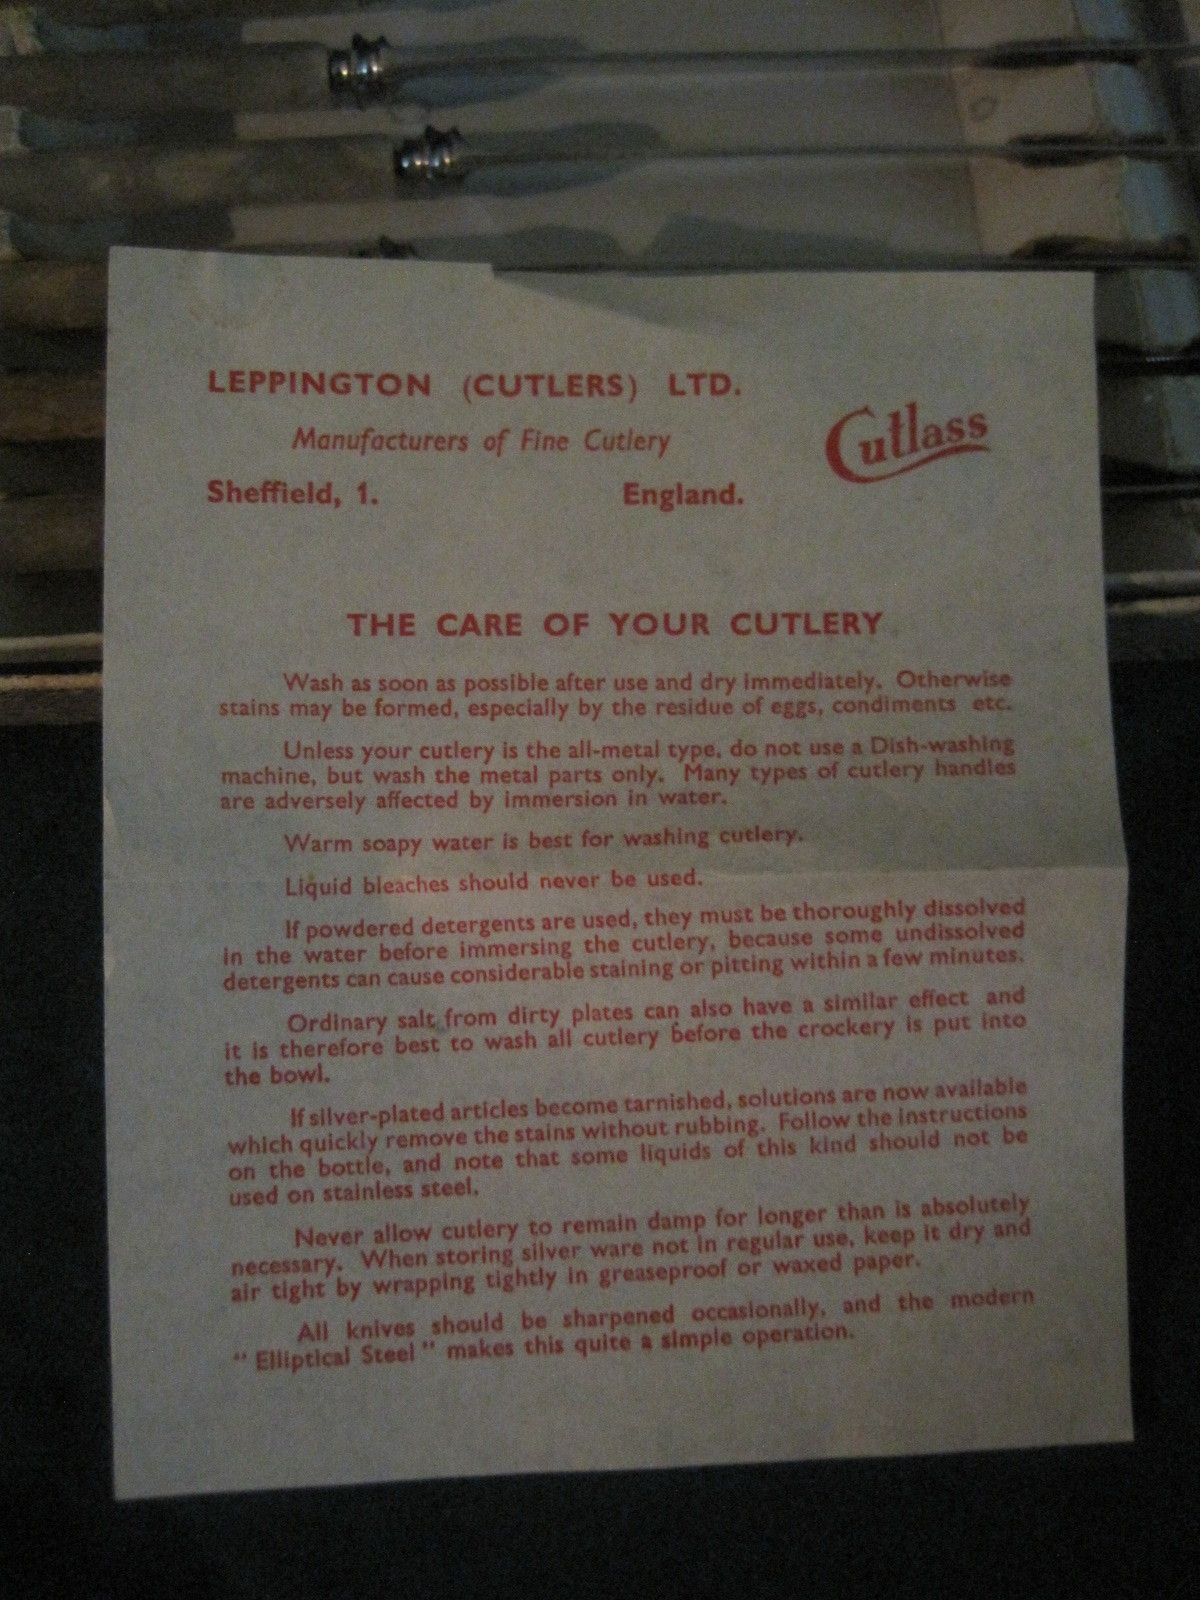 LEPPINGTON (CUTLERS) LTD.
Manufacturers of Fine Cutlery
Cutlass
Sheffield, 1. England.
THE CARE OF YOUR CUTLERY
Wash as soon as possible after use and dry immediately. Otherwise
stains may be formed, especially by the residue of eggs, condiments etc.
Unless your cutlery is the all-metal type, do not use a Dish-washing
machine, but wash the metal parts only. Many types of cutlery handles
are adversely affected by immersion in water.
Warm soapy water is best for washing cutlery.
Liquid bleaches should never be used.
If powdered detergents are used, they must be thoroughly dissolved
in the water before immersing the cutlery, because some undissolved
detergents can cause considerable staining or pitting within a few minutes.
Ordinary salt from dirty plates can also have a similar effect and
it is therefore best to wash all cutlery before the crockery is put into
the bowl.
If silver-plated articles become tarnished, solutions are now available
which quickly remove the stains without rubbing. Follow the instructions
on the bottle, and note that some liquids of this kind should not be
used on stainless steel.
Never allow cutlery to remain damp for longer than is absolutely
necessary. When storing silver ware not in regular use, keep it dry and
air tight by wrapping tightly in greaseproof or waxed paper.
All knives should be sharpened occasionally, and the modern
"Elliptical Steel" makes this quite a simple operation.